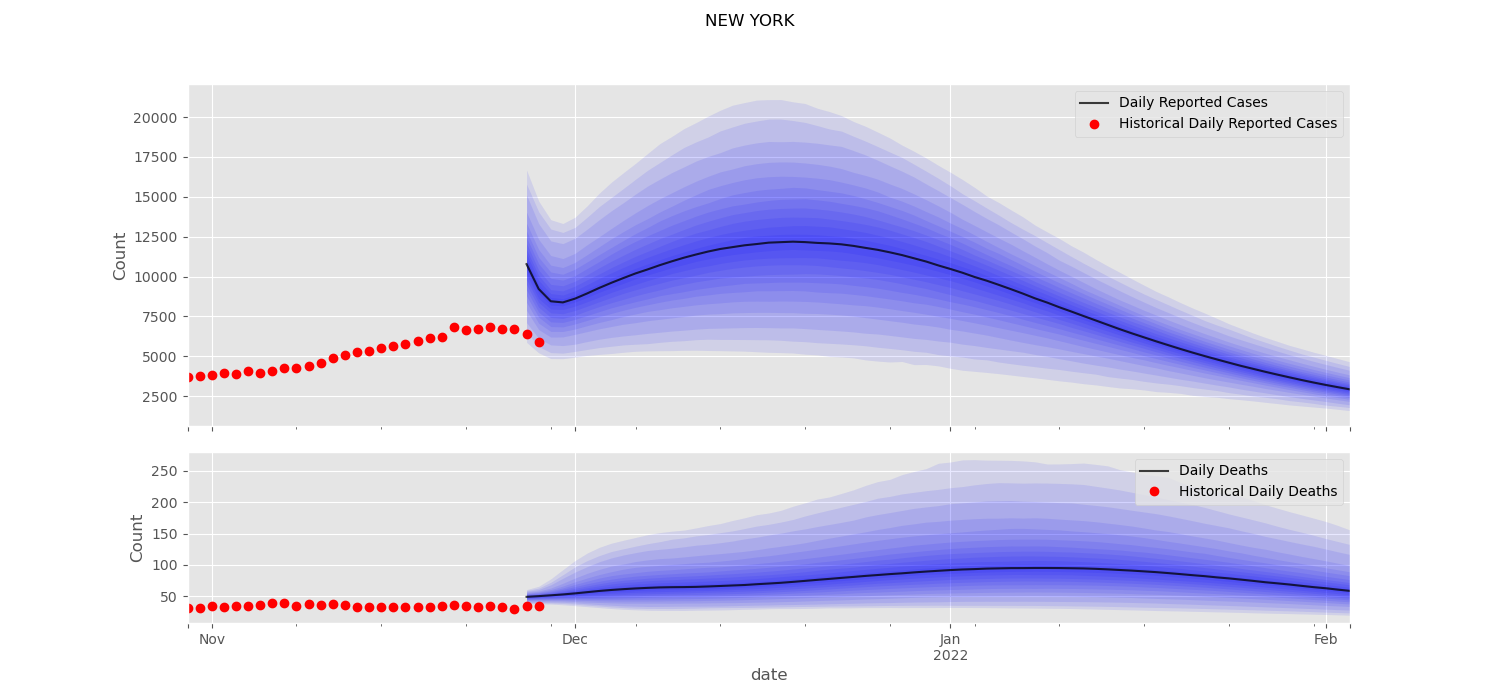 NEW YORK
Daily Reported Cases
Historical Daily Reported Cases
20000
17500
15000
12500
10000
7500
5000
2500
Count
Daily Deaths
Historical Daily Deaths
250
200
150
100
50
Count
Nov
Dec
Jan
2022
Feb
date